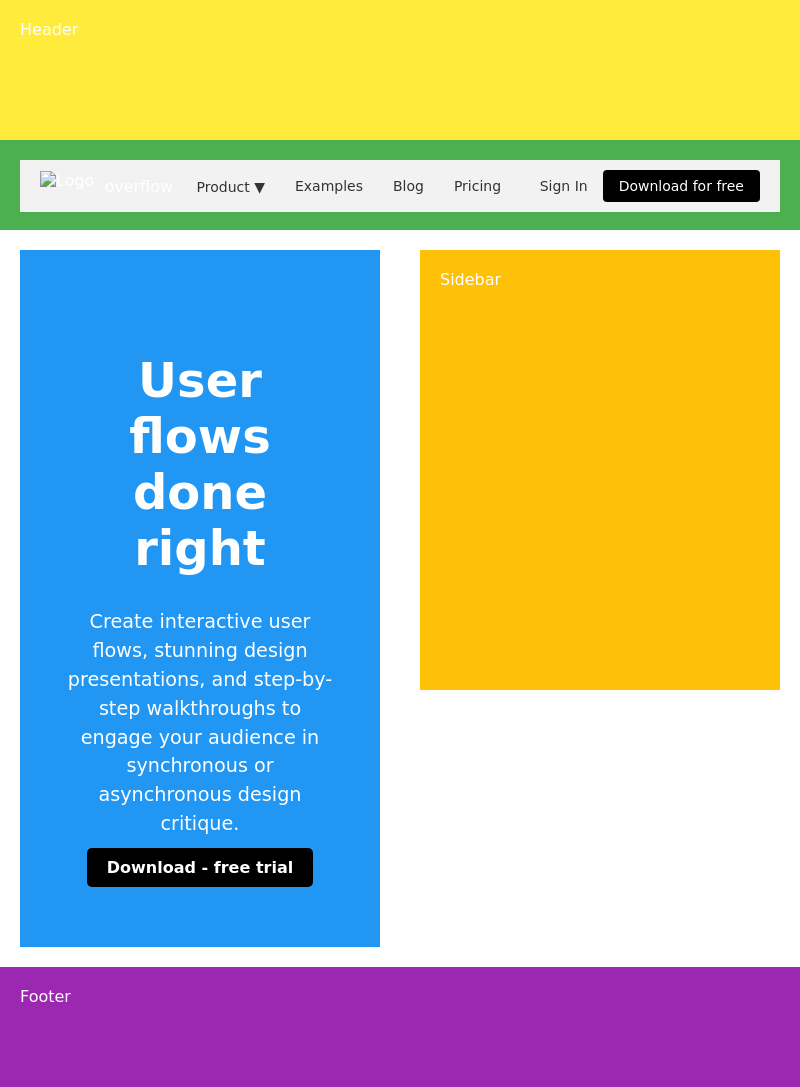 Header
Logo overflow Product ▼ Examples Blog Pricing Sign In Download for free
User
flows
done
right
Create interactive user
flows, stunning design
presentations, and step-by-
step walkthroughs to
engage your audience in
synchronous or
asynchronous design
critique.
Download - free trial
Sidebar
Footer